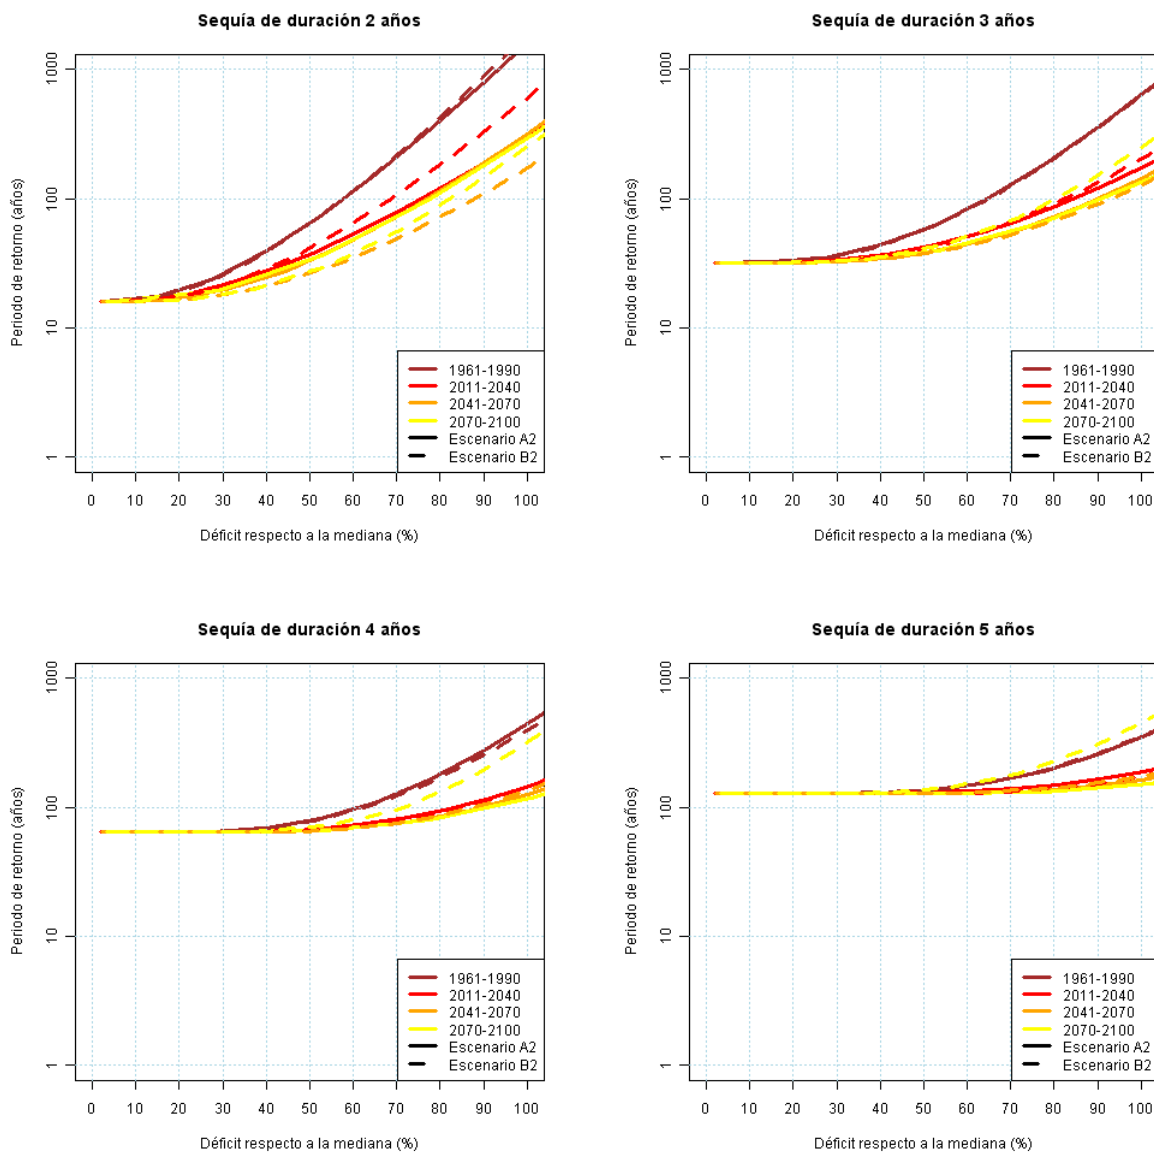 Sequía de duración 2 años
Periodo de retorno (años)
1000
100
10
1
0 10 20 30 40 50 60 70 80 90 100
Déficit respecto a la mediana (%)
1961-1990
2011-2040
2041-2070
2070-2100
Escenario A2
Escenario B2
Sequía de duración 3 años
Periodo de retorno (años)
1000
100
10
1
0 10 20 30 40 50 60 70 80 90 100
Déficit respecto a la mediana (%)
1961-1990
2011-2040
2041-2070
2070-2100
Escenario A2
Escenario B2
Sequía de duración 4 años
Periodo de retorno (años)
1000
100
10
1
0 10 20 30 40 50 60 70 80 90 100
Déficit respecto a la mediana (%)
1961-1990
2011-2040
2041-2070
2070-2100
Escenario A2
Escenario B2
Sequía de duración 5 años
Periodo de retorno (años)
1000
100
10
1
0 10 20 30 40 50 60 70 80 90 100
Déficit respecto a la mediana (%)
1961-1990
2011-2040
2041-2070
2070-2100
Escenario A2
Escenario B2